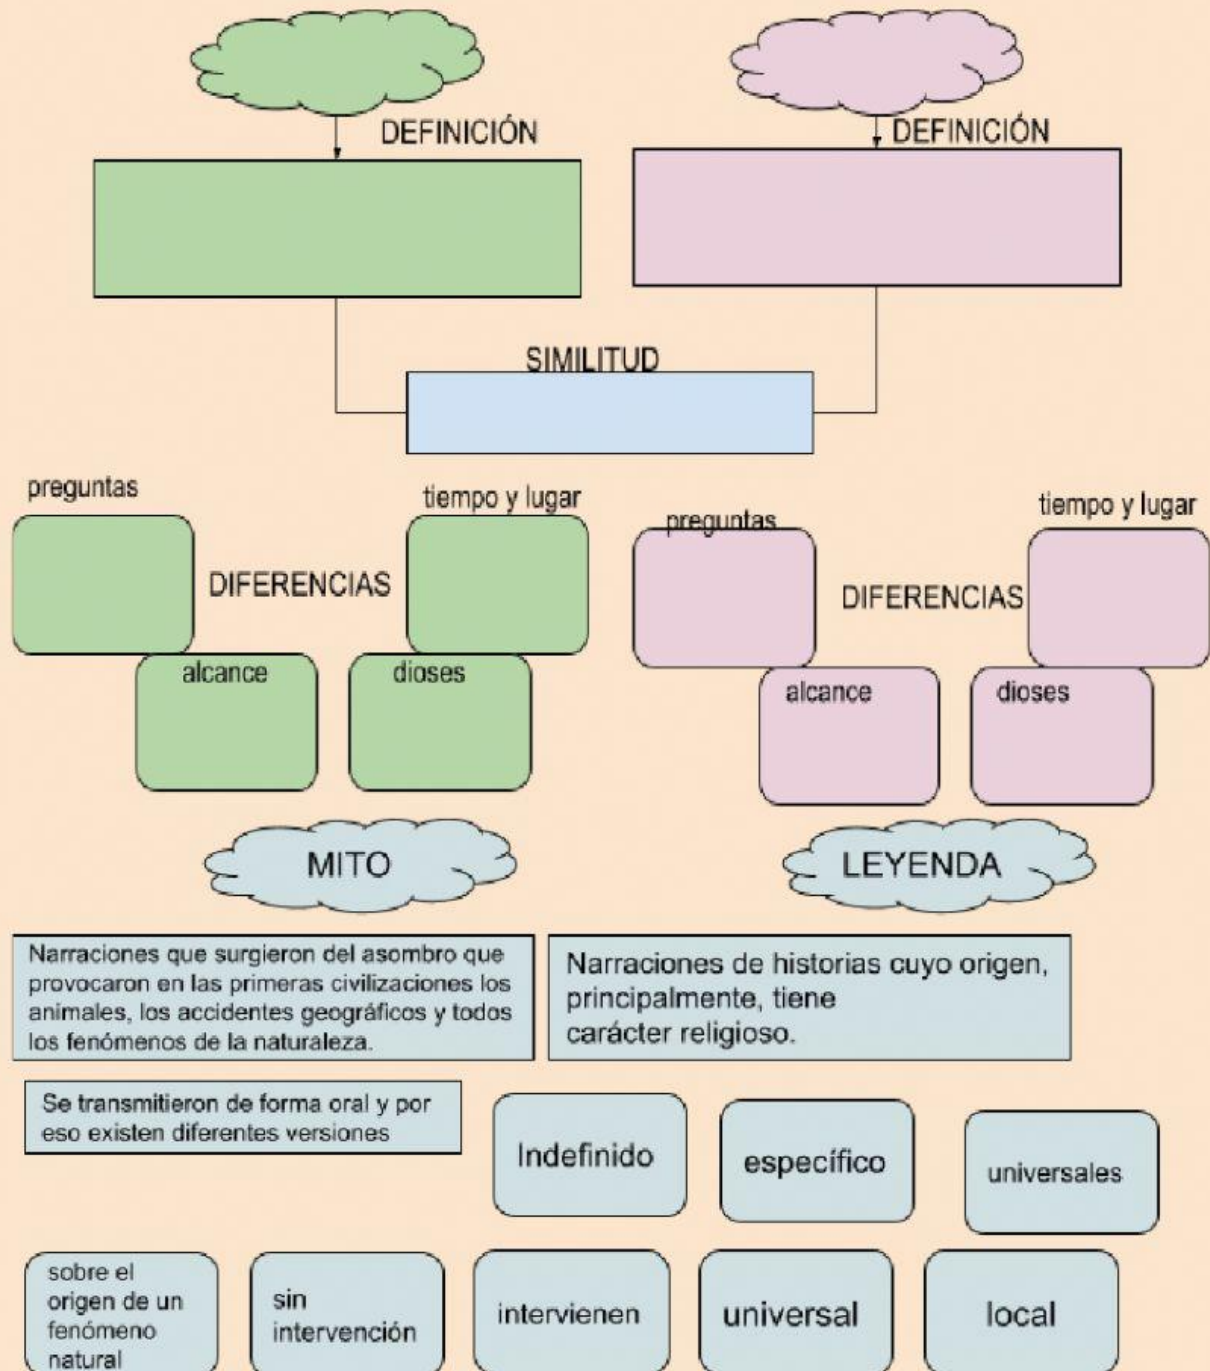 DEFINICIÓN
DEFINICIÓN
SIMILITUD
preguntas
tiempo y lugar
DIFERENCIAS
alcance
dioses
preguntas
tiempo y lugar
DIFERENCIAS
alcance
dioses
MITO
LEYENDA
Narraciones que surgieron del asombro que
provocaron en las primeras civilizaciones los
animales, los accidentes geográficos y todos
los fenómenos de la naturaleza.
Narraciones de historias cuyo origen,
principalmente, tiene
carácter religioso.
Se transmitieron de forma oral y por
eso existen diferentes versiones
Indefinido
específico
universales
sobre el
origen de un
fenómeno
natural
sin
intervención
intervienen
universal
local